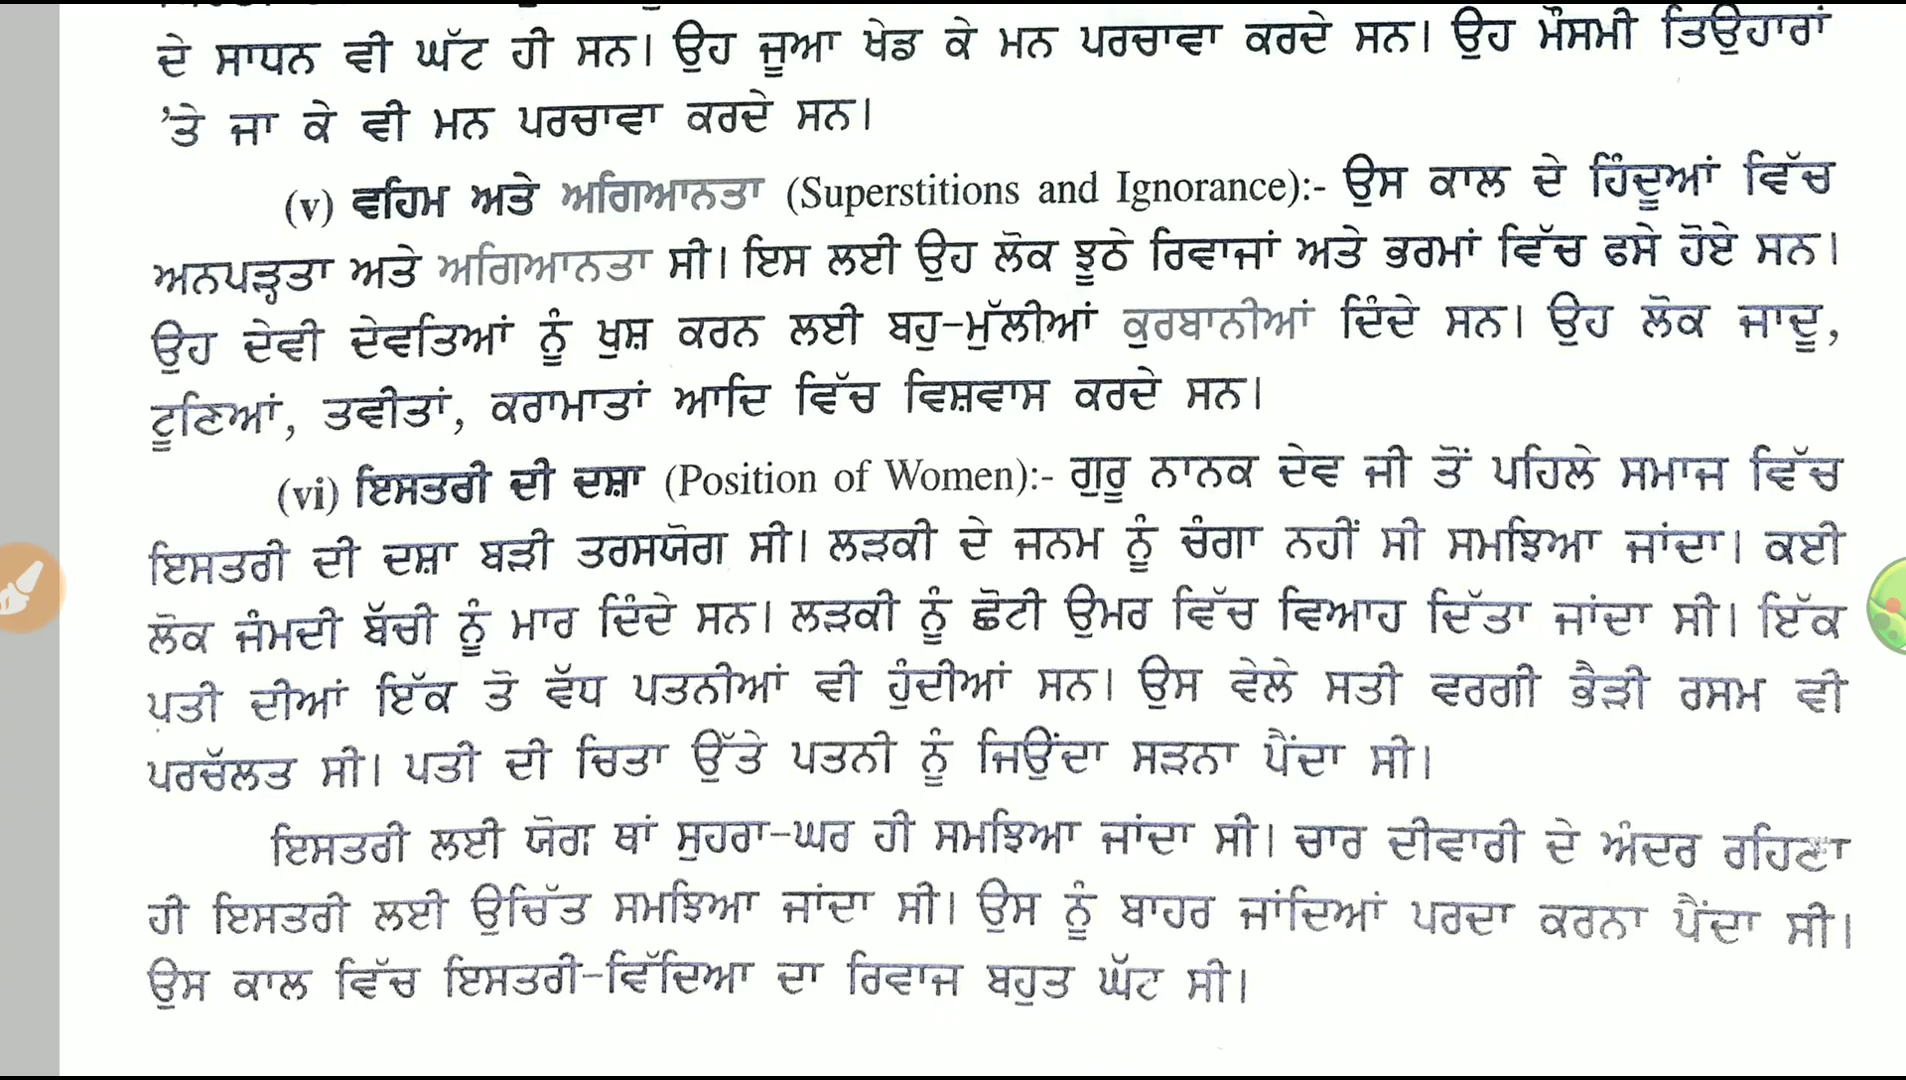 ਦੇ ਸਾਧਨ ਵੀ ਘੱਟ ਹੀ ਸਨ। ਉਹ ਜੂਆ ਖੇਡ ਕੇ ਮਨ ਪਰਚਾਵਾ ਕਰਦੇ ਸਨ। ਉਹ ਮੌਸਮੀ ਤਿਉਹਾਰਾਂ
'ਤੇ ਜਾ ਕੇ ਵੀ ਮਨ ਪਰਚਾਵਾ ਕਰਦੇ ਸਨ।
(v) ਵਹਿਮ ਅਤੇ ਅਗਿਆਨਤਾ (Superstitions and Ignorance):- ਉਸ ਕਾਲ ਦੇ ਹਿੰਦੂਆਂ ਵਿੱਚ
ਅਨਪੜ੍ਹਤਾ ਅਤੇ ਅਗਿਆਨਤਾ ਸੀ। ਇਸ ਲਈ ਉਹ ਲੋਕ ਝੂਠੇ ਰਿਵਾਜਾਂ ਅਤੇ ਭਰਮਾਂ ਵਿੱਚ ਫਸੇ ਹੋਏ ਸਨ।
ਉਹ ਦੇਵੀ ਦੇਵਤਿਆਂ ਨੂੰ ਖੁਸ਼ ਕਰਨ ਲਈ ਬਹੁ-ਮੁੱਲੀਆਂ ਕੁਰਬਾਨੀਆਂ ਦਿੰਦੇ ਸਨ। ਉਹ ਲੋਕ ਜਾਦੂ,
ਟੂਣਿਆਂ, ਤਵੀਤਾਂ, ਕਰਾਮਾਤਾਂ ਆਦਿ ਵਿੱਚ ਵਿਸ਼ਵਾਸ ਕਰਦੇ ਸਨ।
(vi) ਇਸਤਰੀ ਦੀ ਦਸ਼ਾ (Position of Women):- ਗੁਰੂ ਨਾਨਕ ਦੇਵ ਜੀ ਤੋਂ ਪਹਿਲੇ ਸਮਾਜ ਵਿੱਚ
ਇਸਤਰੀ ਦੀ ਦਸ਼ਾ ਬੜੀ ਤਰਸਯੋਗ ਸੀ। ਲੜਕੀ ਦੇ ਜਨਮ ਨੂੰ ਚੰਗਾ ਨਹੀਂ ਸੀ ਸਮਝਿਆ ਜਾਂਦਾ। ਕਈ
ਲੋਕ ਜੰਮਦੀ ਬੱਚੀ ਨੂੰ ਮਾਰ ਦਿੰਦੇ ਸਨ। ਲੜਕੀ ਨੂੰ ਛੋਟੀ ਉਮਰ ਵਿੱਚ ਵਿਆਹ ਦਿੱਤਾ ਜਾਂਦਾ ਸੀ। ਇੱਕ
ਪਤੀ ਦੀਆਂ ਇੱਕ ਤੋਂ ਵੱਧ ਪਤਨੀਆਂ ਵੀ ਹੁੰਦੀਆਂ ਸਨ। ਉਸ ਵੇਲੇ ਸਤੀ ਵਰਗੀ ਭੈੜੀ ਰਸਮ ਵੀ
ਪਰਚੱਲਤ ਸੀ। ਪਤੀ ਦੀ ਚਿਤਾ ਉੱਤੇ ਪਤਨੀ ਨੂੰ ਜਿਉਂਦਾ ਸੜਨਾ ਪੈਂਦਾ ਸੀ।
ਇਸਤਰੀ ਲਈ ਯੋਗ ਥਾਂ ਸੁਹਰਾ-ਘਰ ਹੀ ਸਮਝਿਆ ਜਾਂਦਾ ਸੀ। ਚਾਰ ਦੀਵਾਰੀ ਦੇ ਅੰਦਰ ਰਹਿਣਾ
ਹੀ ਇਸਤਰੀ ਲਈ ਉਚਿੱਤ ਸਮਝਿਆ ਜਾਂਦਾ ਸੀ। ਉਸ ਨੂੰ ਬਾਹਰ ਜਾਂਦਿਆਂ ਪਰਦਾ ਕਰਨਾ ਪੈਂਦਾ ਸੀ।
ਉਸ ਕਾਲ ਵਿੱਚ ਇਸਤਰੀ-ਵਿੱਦਿਆ ਦਾ ਰਿਵਾਜ ਬਹੁਤ ਘੱਟ ਸੀ।